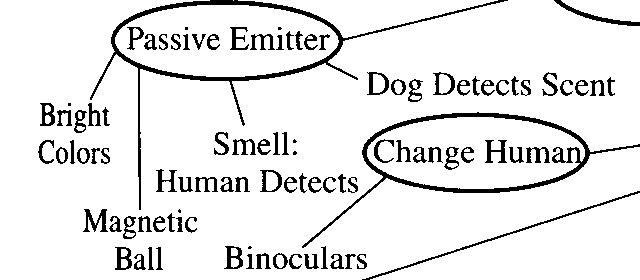 Passive Emitter
Dog Detects Scent
Bright
Colors
Smell:
Human Detects
Change Human
Magnetic
Ball
Binoculars